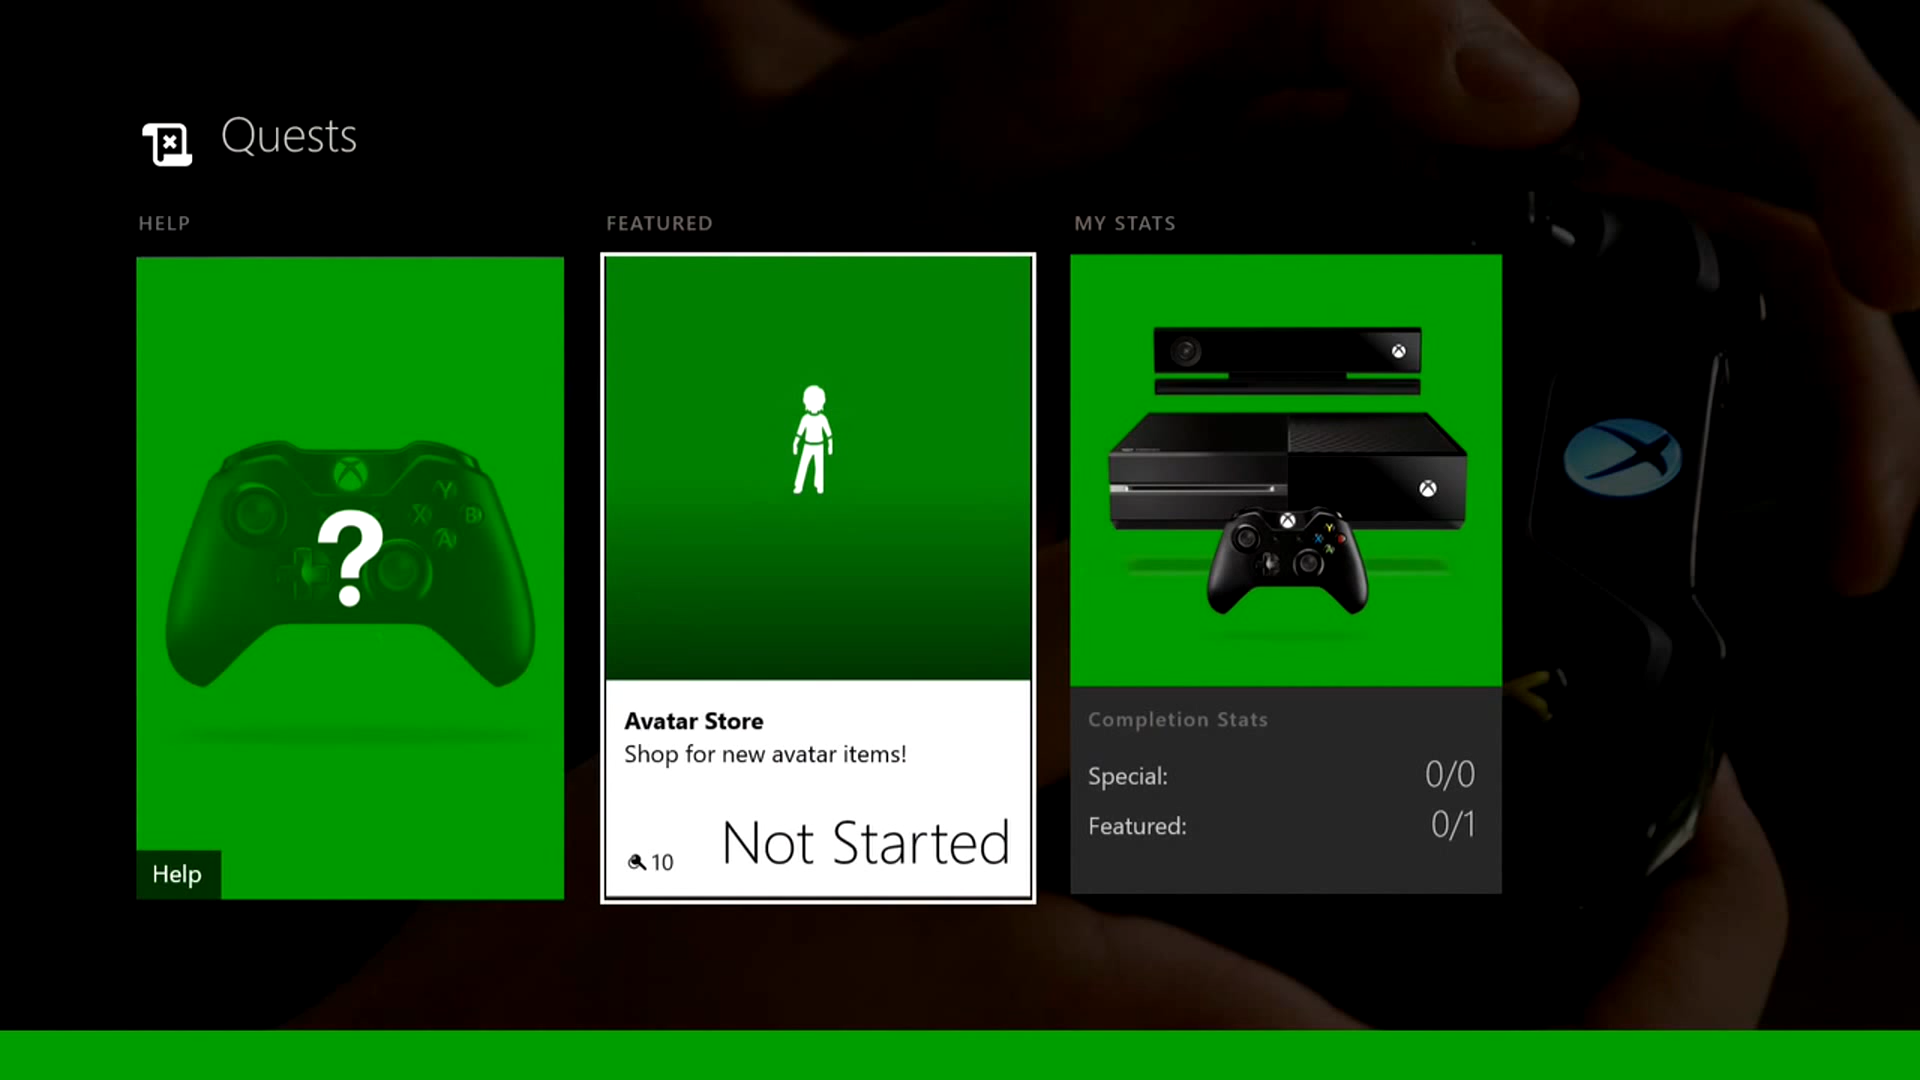 Quests
HELP
FEATURED
MY STATS
Y
X
B
A
Help
Avatar Store
Shop for new avatar items!
10
Not Started
Completion Stats
Special: 0/0
Featured: 0/1